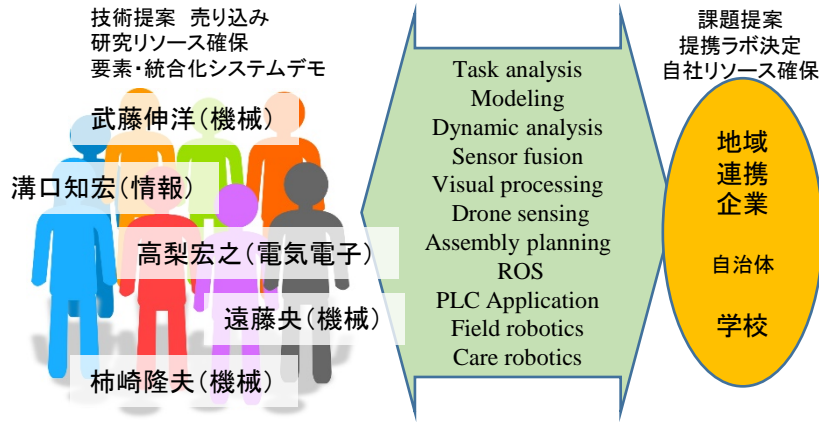 技術提案 売り込み
研究リソース確保
要素・統合化システムデモ
武藤伸洋(機械)
溝口知宏(情報)
高梨宏之(電気電子)
遠藤央(機械)
柿崎隆夫(機械)
Task analysis
Modeling
Dynamic analysis
Sensor fusion
Visual processing
Drone sensing
Assembly planning
ROS
PLC Application
Field robotics
Care robotics
課題提案
提携ラボ決定
自社リソース確保
地域
連携
企業
自治体
学校